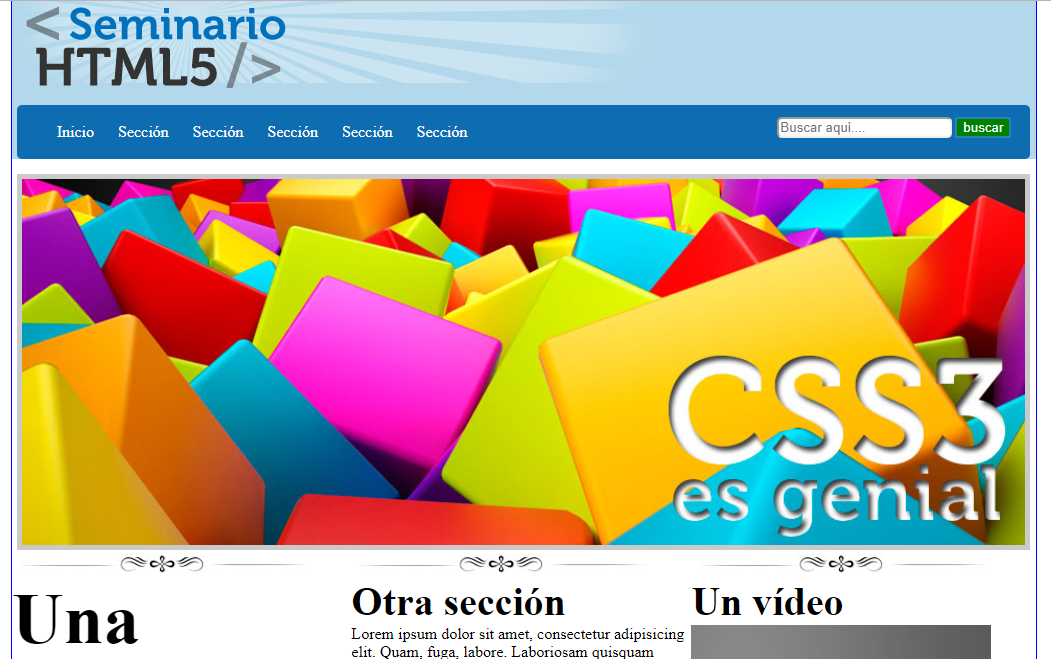 < Seminario
HTML5 />
Inicio Sección Sección Sección Sección Sección
Buscar aqui.... buscar
CSS3
es genial
Una
Otra sección
Lorem ipsum dolor sit amet, consectetur adipisicing
elit. Quam, fuga, labore. Laboriosam quisquam
Un vídeo